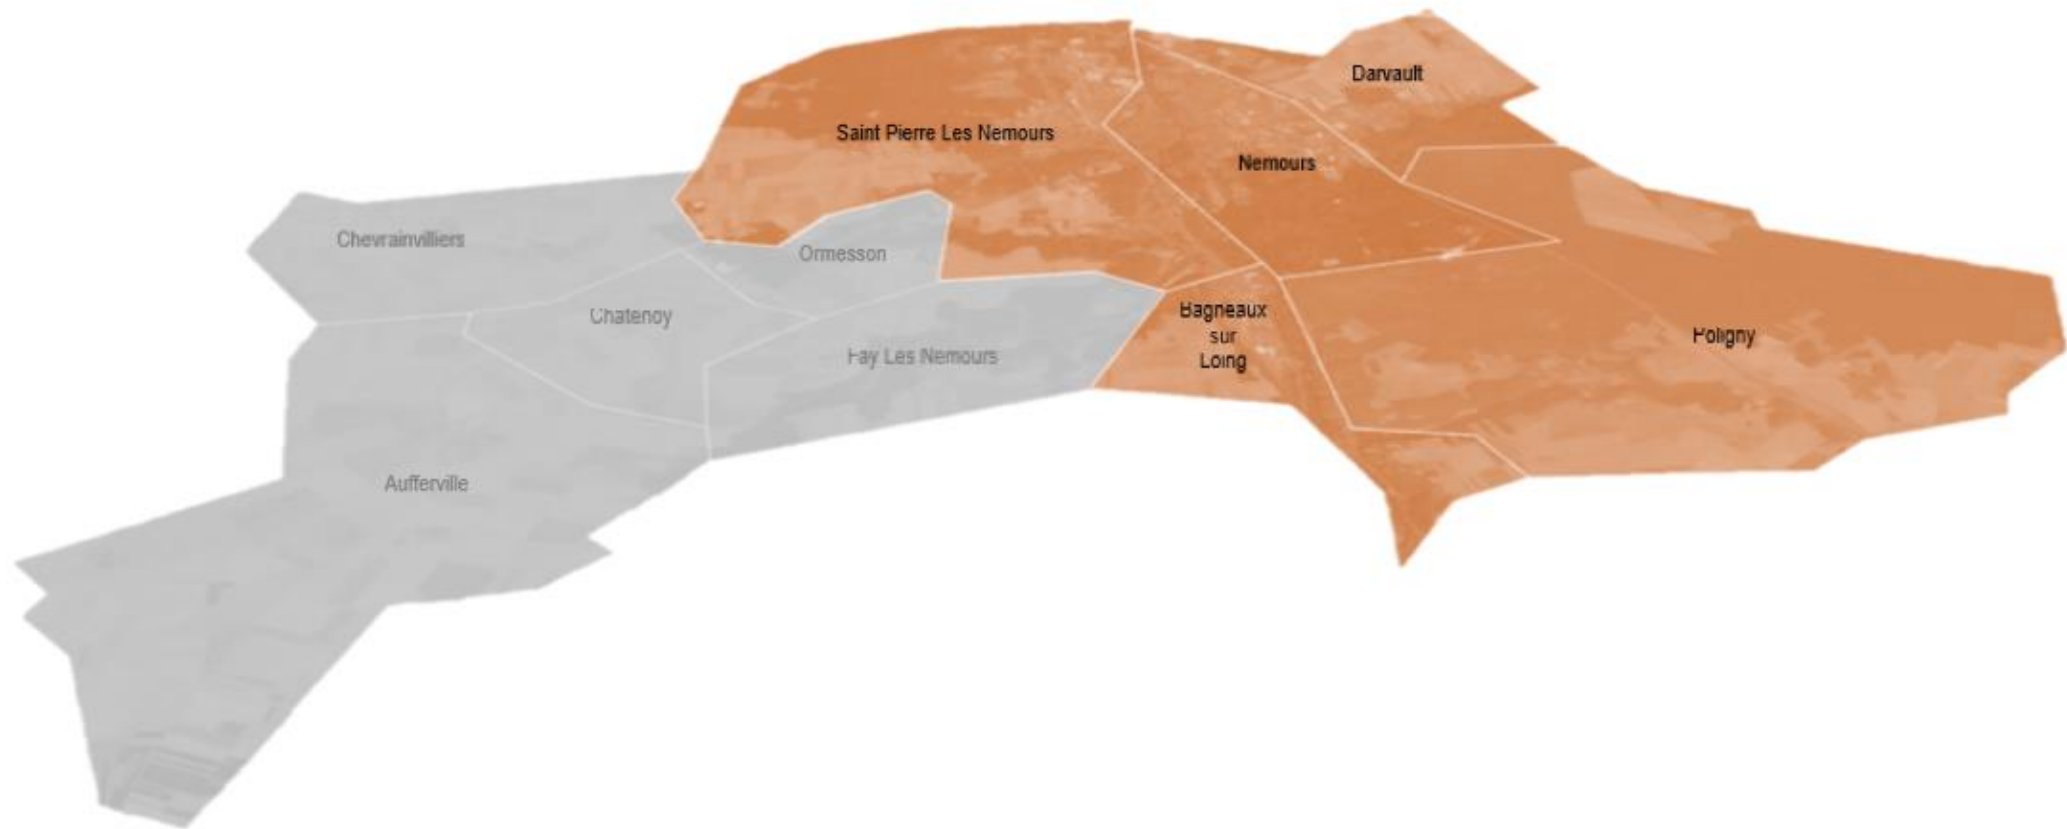 Darvault
Saint Pierre Les Nemours
Nemours
Chevrainvilliers
Ormesson
Chatenoy
Bagneaux
sur
Loing
Poligny
Fay Les Nemours
Aufferville